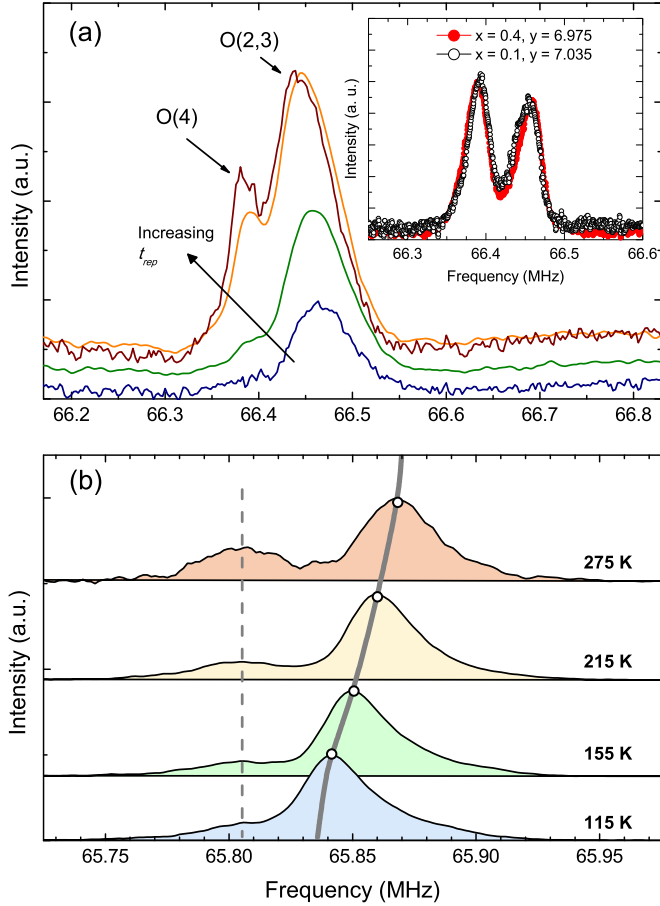 (a)
O(2,3)
O(4)
Increasing
t_rep
Intensity (a.u.)
66.2 66.3 66.4 66.5 66.6 66.7 66.8
x = 0.4, y = 6.975
x = 0.1, y = 7.035
Intensity (a. u.)
66.3 66.4 66.5 66.6
Frequency (MHz)
(b)
275 K
215 K
155 K
115 K
Intensity (a.u.)
65.75 65.80 65.85 65.90 65.95
Frequency (MHz)